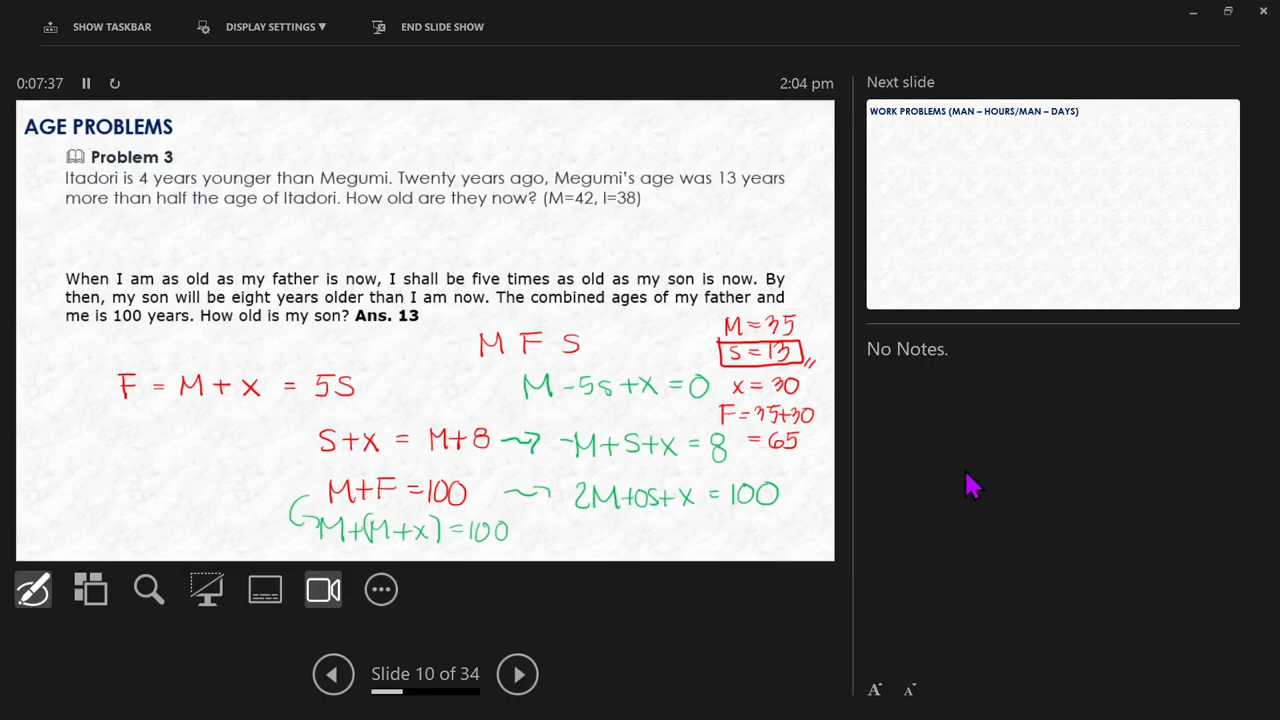 SHOW TASKBAR DISPLAY SETTINGS ▼ END SLIDE SHOW
0:07:37 2:04 pm
AGE PROBLEMS
Problem 3
Itadori is 4 years younger than Megumi. Twenty years ago, Megumi's age was 13 years
more than half the age of Itadori. How old are they now? (M=42, I=38)
When I am as old as my father is now, I shall be five times as old as my son is now. By
then, my son will be eight years older than I am now. The combined ages of my father and
me is 100 years. How old is my son? Ans. 13
M F S
F = M + x = 5S
S+x = M+8
M+F =100
M+(M+x) =100
M -5s+x =0
-M+S+x = 8
2M+0s+x = 100
M = 35
S = 13
x = 30
F = 35+30
= 65
Slide 10 of 34
Next slide
WORK PROBLEMS (MAN – HOURS/MAN – DAYS)
No Notes.
A A